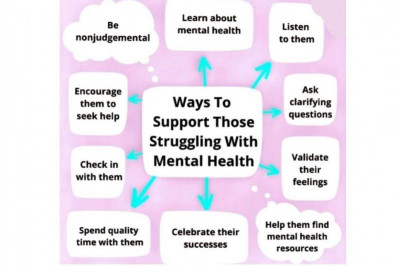 Be
nonjudgemental
Learn about
mental health
Listen
to them
Encourage
them to
seek help
Ways To
Support Those
Struggling With
Mental Health
Ask
clarifying
questions
Check in
with them
Validate
their
feelings
Spend quality
time with them
Celebrate their
successes
Help them find
mental health
resources